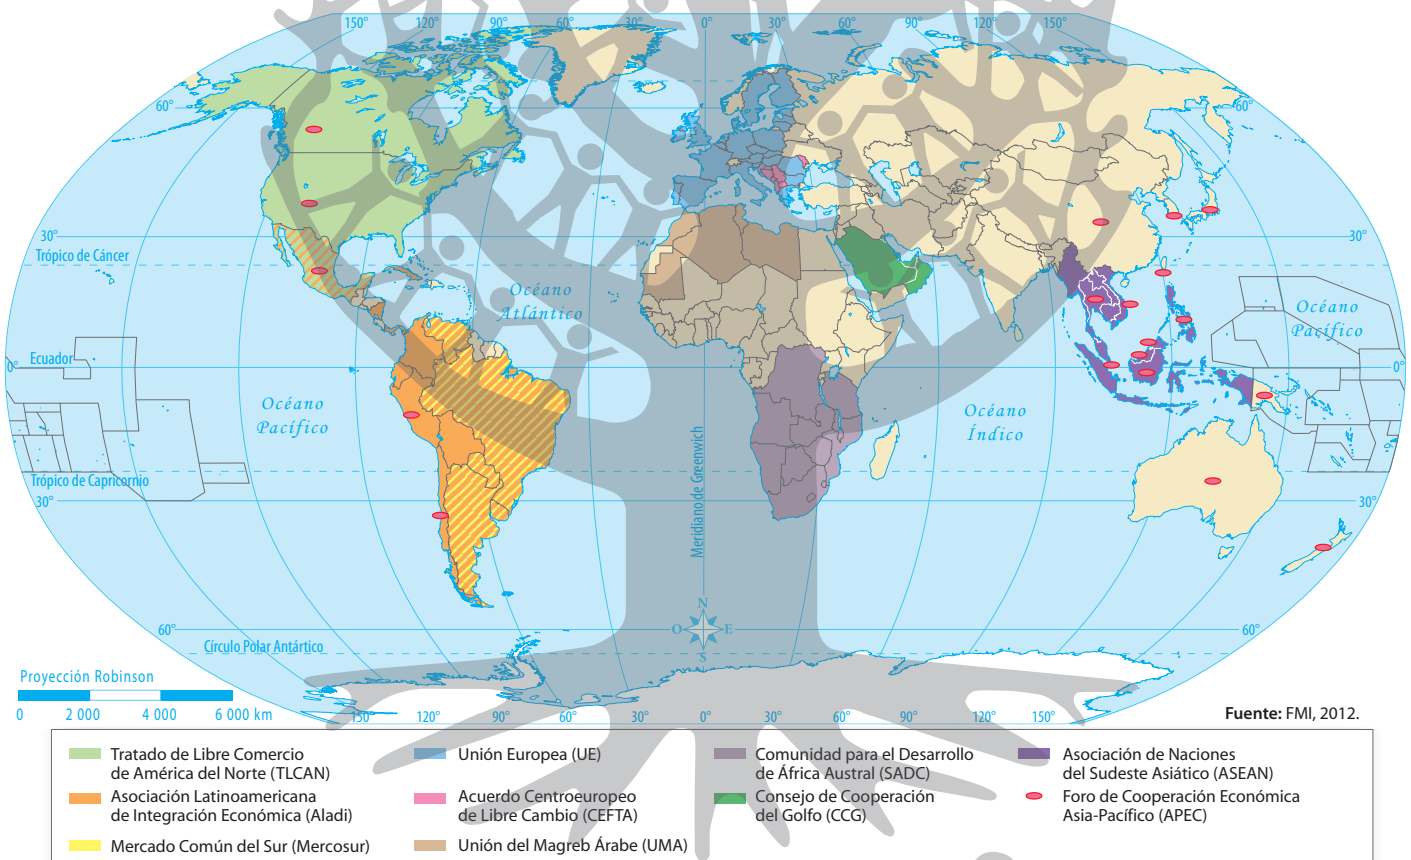 150° 120° 90° 60° 30° 0° 30° 60° 90° 120° 150°
60° 60°
30° 30°
Trópico de Cáncer
Océano
Atlántico
Océano
Pacífico
Ecuador
0° 0°
Océano
Pacífico
Océano
Índico
Meridiano de Greenwich
Trópico de Capricornio
30° 30°
N
O E
S
60° 60°
Círculo Polar Antártico
Proyección Robinson
0 2 000 4 000 6 000 km
150° 120° 90° 60° 30° 0° 30° 60° 90° 120° 150°
Fuente: FMI, 2012.
Tratado de Libre Comercio
de América del Norte (TLCAN)
Asociación Latinoamericana
de Integración Económica (Aladi)
Mercado Común del Sur (Mercosur)
Unión Europea (UE)
Acuerdo Centroeuropeo
de Libre Cambio (CEFTA)
Unión del Magreb Árabe (UMA)
Comunidad para el Desarrollo
de África Austral (SADC)
Consejo de Cooperación
del Golfo (CCG)
Asociación de Naciones
del Sudeste Asiático (ASEAN)
Foro de Cooperación Económica
Asia-Pacífico (APEC)